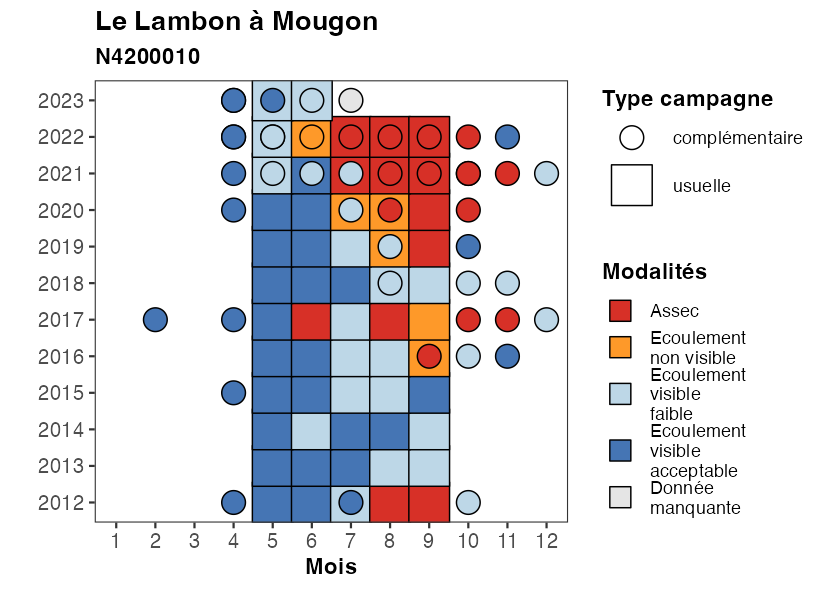 Le Lambon à Mougon
N4200010
2023
2022
2021
2020
2019
2018
2017
2016
2015
2014
2013
2012
1 2 3 4 5 6 7 8 9 10 11 12
Mois
Type campagne
complémentaire
usuelle
Modalités
Assec
Ecoulement
non visible
Ecoulement
visible
faible
Ecoulement
visible
acceptable
Donnée
manquante